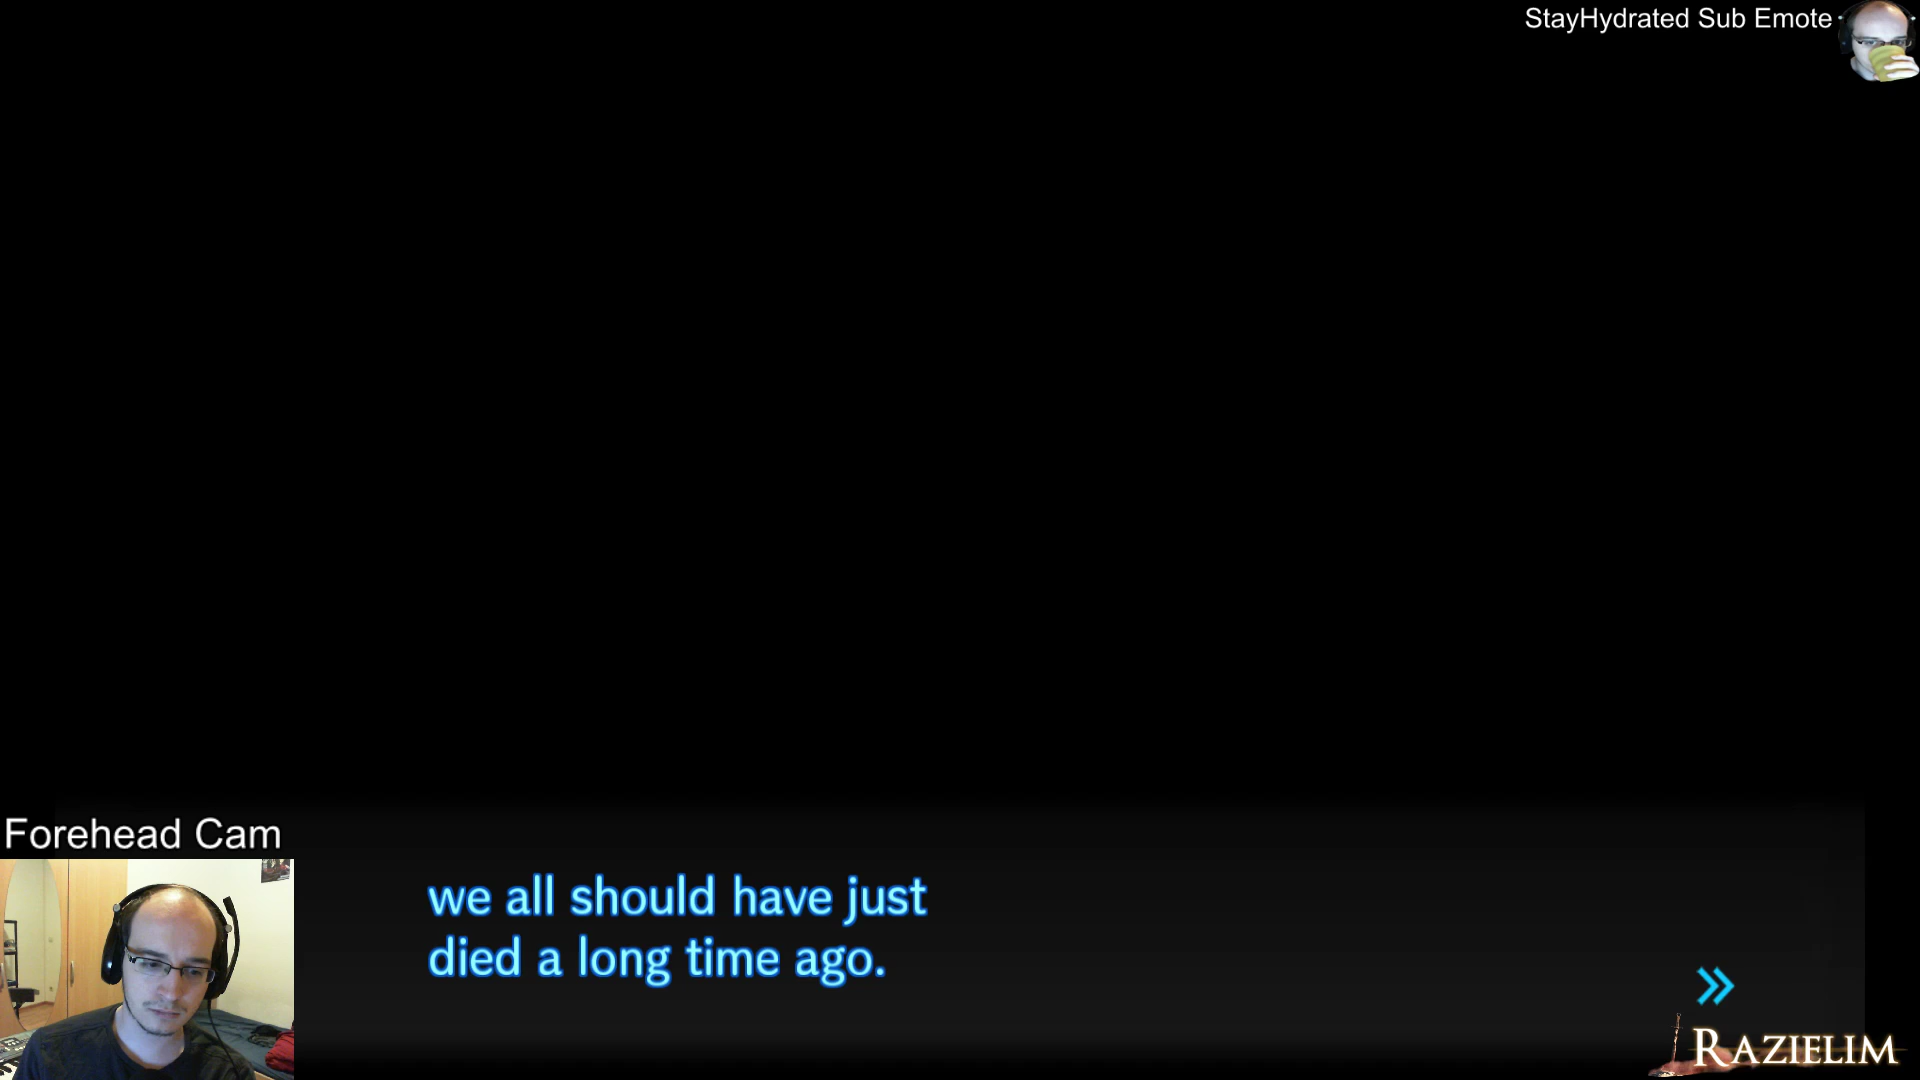 StayHydrated Sub Emote
Forehead Cam
we all should have just
died a long time ago.
RAZIELIM